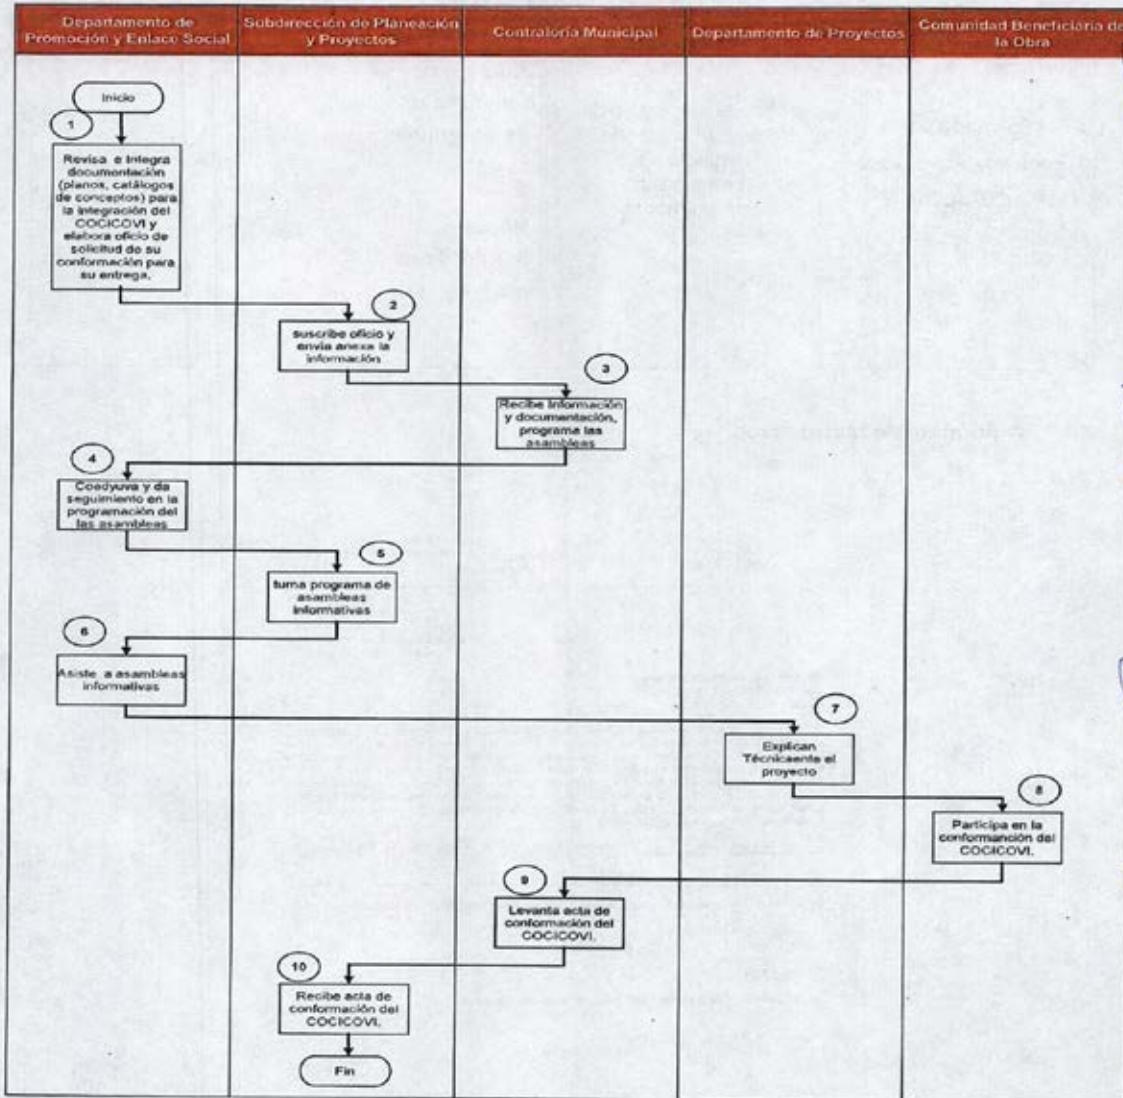 Departamento de
Promoción y Enlace Social
Subdirección de Planeación
y Proyectos
Contraloría Municipal
Departamento de Proyectos
Comunidad Beneficiaria de
la Obra
Inicio
1
Revisa e Integra
documentación
(planos, catálogos
de conceptos) para
la integración del
COCICOVI y
elabora oficio de
solicitud de su
conformación para
su entrega.
2
suscribe oficio y
envía anexa la
información
3
Recibe Información
y documentación,
programa las
asambleas
4
Coadyuva y da
seguimiento en la
programación del
las asambleas
5
turna programa de
asambleas
informativas
6
Asiste a asambleas
informativas
7
Explican
Técnicaente el
proyecto
8
Participa en la
conformanción del
COCICOVI.
9
Levanta acta de
conformación del
COCICOVI.
10
Recibe acta de
conformación del
COCICOVI.
Fin